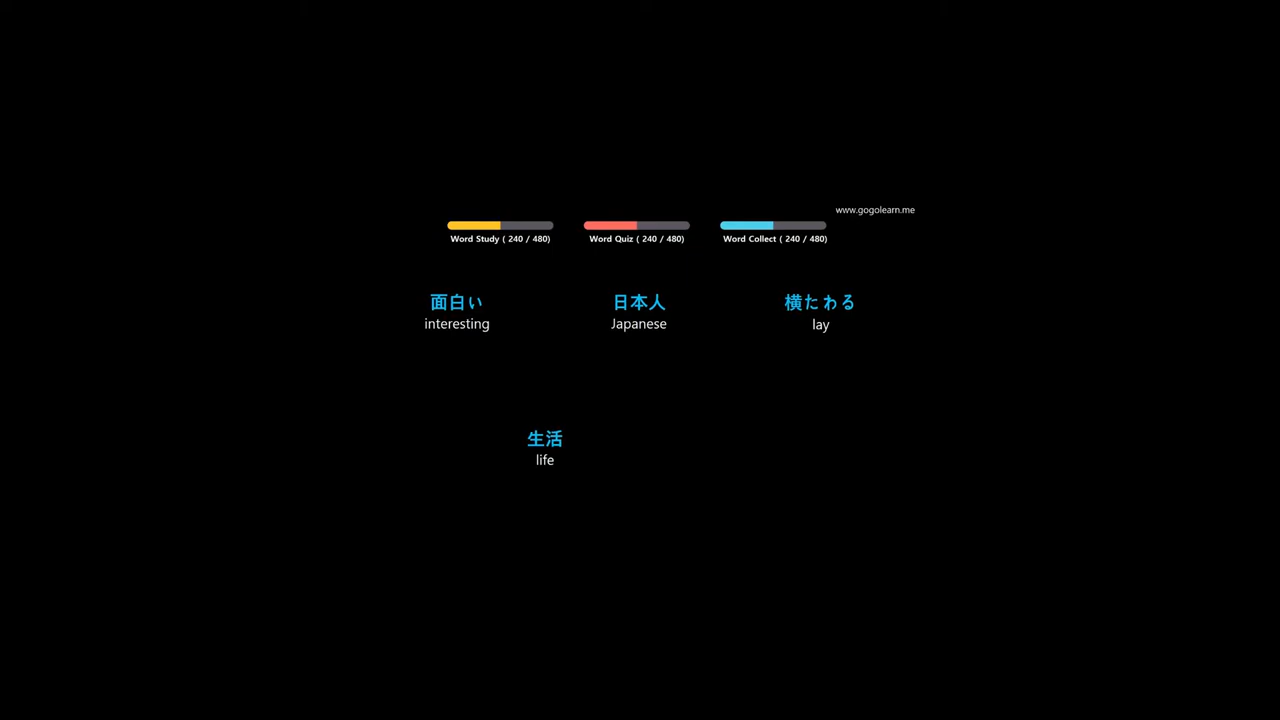 www.gogolearn.me
Word Study ( 240 / 480)
Word Quiz ( 240 / 480)
Word Collect ( 240 / 480)
面白い
interesting
日本人
Japanese
横たわる
lay
生活
life